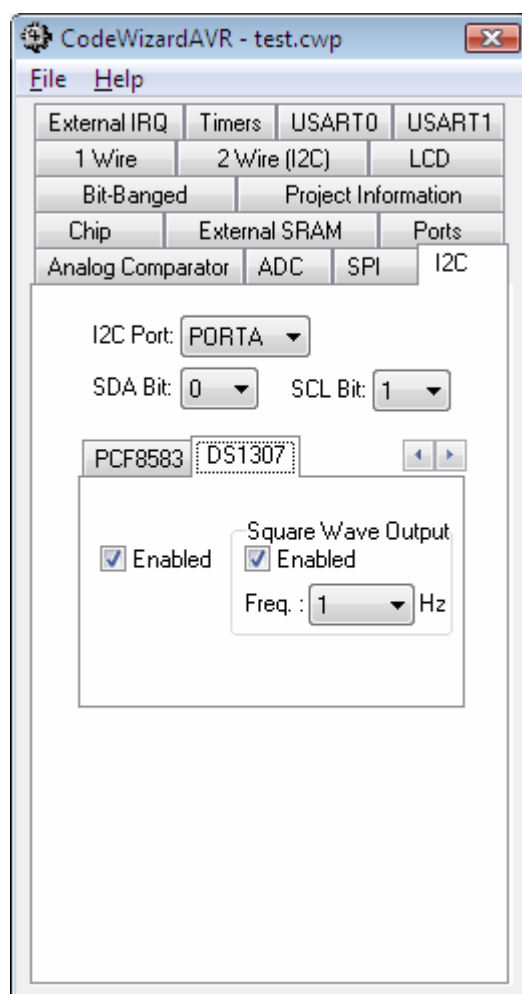 CodeWizardAVR - test.cwp
File Help
External IRQ Timers USART0 USART1
1 Wire 2 Wire (I2C) LCD
Bit-Banged Project Information
Chip External SRAM Ports
Analog Comparator ADC SPI I2C
I2C Port: PORTA
SDA Bit: 0 SCL Bit: 1
PCF8583 DS1307
Square Wave Output
Enabled Enabled
Freq. : 1 Hz